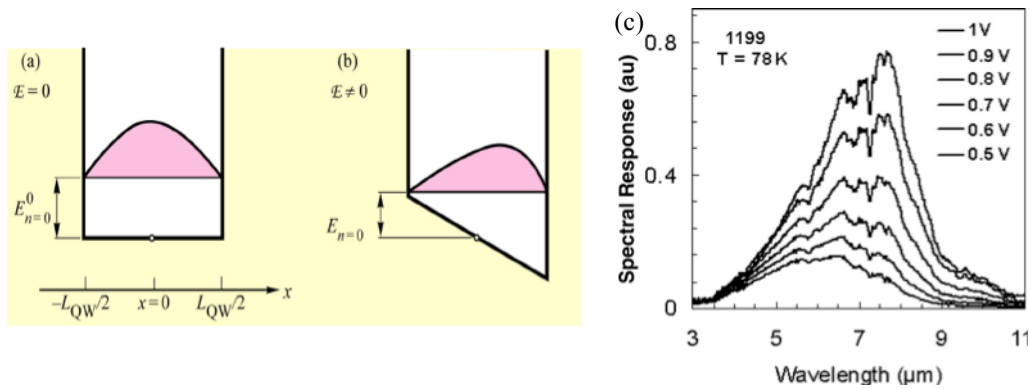 (a)
ℰ = 0
E⁰ₙ₌₀
−L_QW/2 x=0 L_QW/2 x
(b)
ℰ ≠ 0
Eₙ₌₀
(c)
1199
T = 78 K
1V
0.9 V
0.8 V
0.7 V
0.6 V
0.5 V
Spectral Response (au)
0.8
0.4
0
3 5 7 9 11
Wavelength (µm)